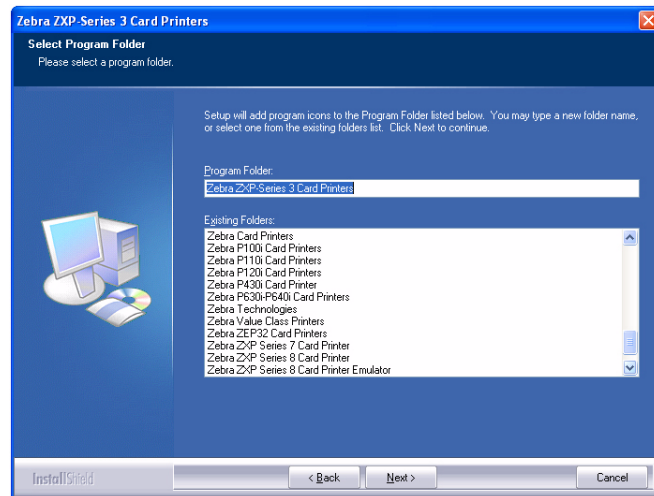 Zebra ZXP-Series 3 Card Printers
Select Program Folder
Please select a program folder.
Setup will add program icons to the Program Folder listed below. You may type a new folder name,
or select one from the existing folders list. Click Next to continue.
Program Folder:
Zebra ZXP-Series 3 Card Printers
Existing Folders:
Zebra Card Printers
Zebra P100i Card Printers
Zebra P110i Card Printers
Zebra P120i Card Printers
Zebra P430i Card Printer
Zebra P630i-P640i Card Printers
Zebra Technologies
Zebra Value Class Printers
Zebra ZEP32 Card Printers
Zebra ZXP Series 7 Card Printer
Zebra ZXP Series 8 Card Printer
Zebra ZXP Series 8 Card Printer Emulator
InstallShield
< Back
Next >
Cancel